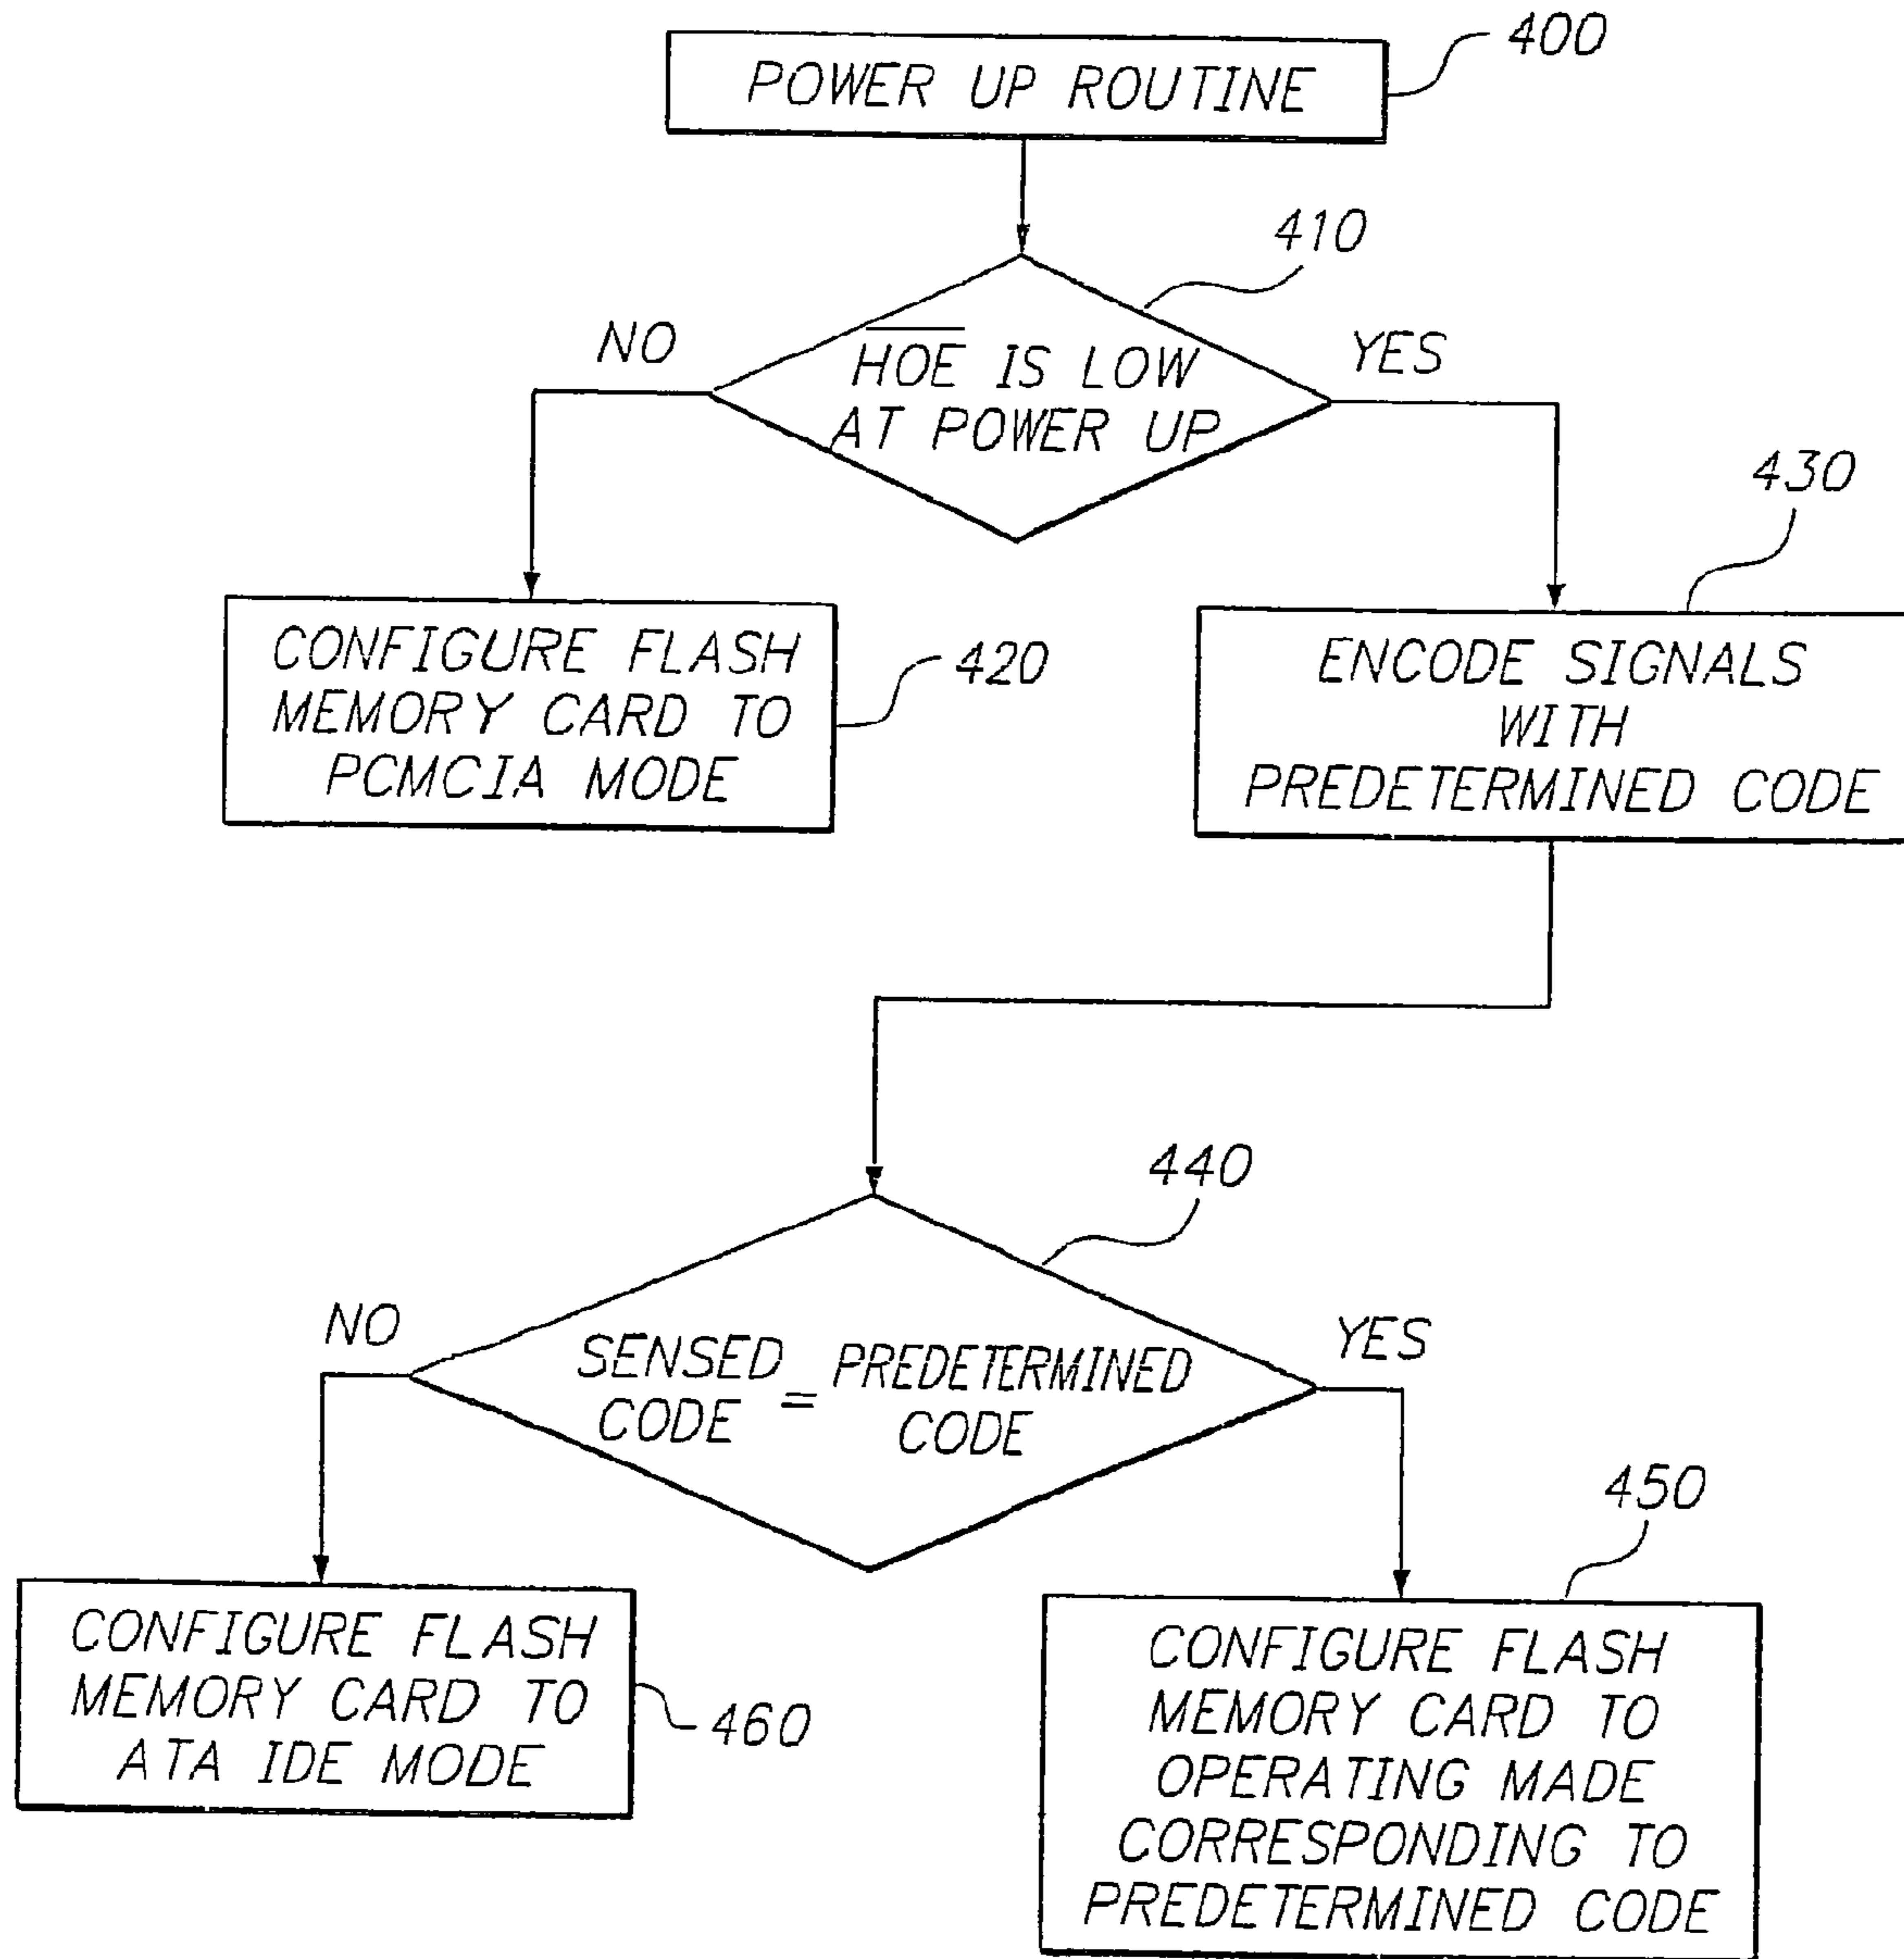 POWER UP ROUTINE
400
410
NO
YES
H̅O̅E̅ IS LOW
AT POWER UP
430
CONFIGURE FLASH
MEMORY CARD TO
PCMCIA MODE
420
ENCODE SIGNALS
WITH
PREDETERMINED CODE
440
NO
YES
SENSED CODE = PREDETERMINED CODE
450
CONFIGURE FLASH
MEMORY CARD TO
ATA IDE MODE
460
CONFIGURE FLASH
MEMORY CARD TO
OPERATING MADE
CORRESPONDING TO
PREDETERMINED CODE